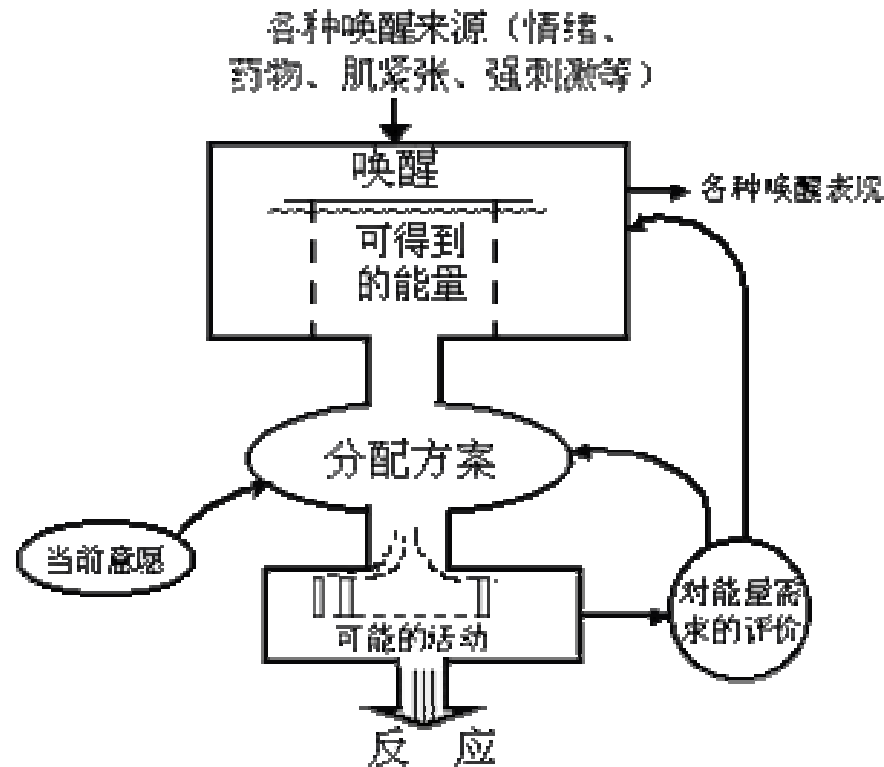 各种唤醒来源（情绪、
药物、肌紧张、强刺激等）
唤醒
各种唤醒表现
可得到
的能量
分配方案
当前意愿
对能量需
求的评价
可能的活动
反 应